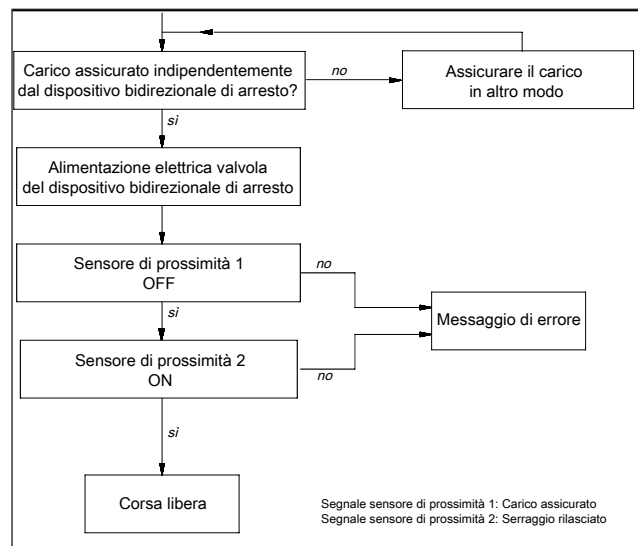 Carico assicurato indipendentemente
dal dispositivo bidirezionale di arresto?
no
Assicurare il carico
in altro modo
sì
Alimentazione elettrica valvola
del dispositivo bidirezionale di arresto
Sensore di prossimità 1
OFF
no
sì
Messaggio di errore
Sensore di prossimità 2
ON
no
sì
Corsa libera
Segnale sensore di prossimità 1: Carico assicurato
Segnale sensore di prossimità 2: Serraggio rilasciato